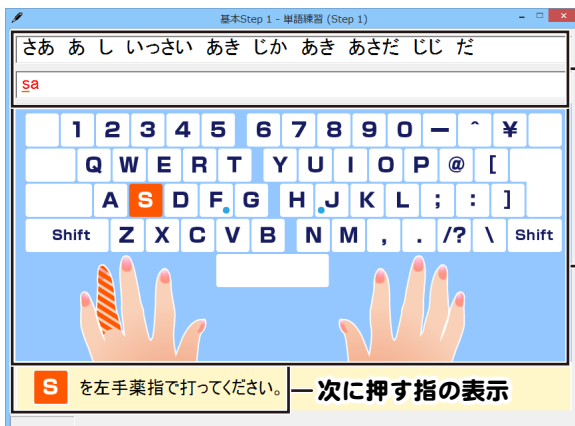 基本Step 1 - 単語練習 (Step 1)
さあ あ し いっさい あき じか あき あさだ じじ だ
sa
1 2 3 4 5 6 7 8 9 0 ー ^ ¥
Q W E R T Y U I O P @ [
A S D F G H J K L ; : ]
Shift Z X C V B N M , . /? \ Shift
S を左手薬指で打ってください。
次に押す指の表示